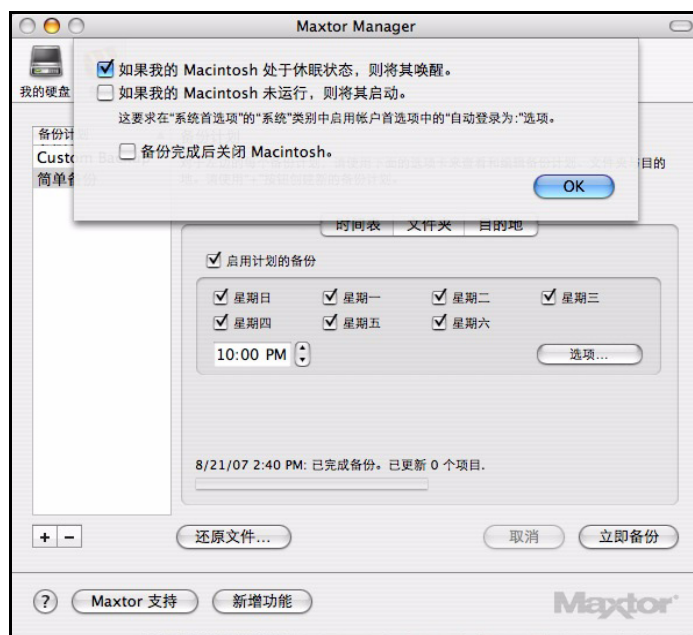 Maxtor Manager
如果我的 Macintosh 处于休眠状态，则将其唤醒。
如果我的 Macintosh 未运行，则将其启动。
这要求在“系统首选项”的“系统”类别中启用帐户首选项中的“自动登录为:”选项。
备份完成后关闭 Macintosh。
OK
我的硬盘
备份计
Custom
简单备份
时间表 文件夹 目的地
启用计划的备份
星期日 星期一 星期二 星期三
星期四 星期五 星期六
10:00 PM
选项...
8/21/07 2:40 PM: 已完成备份。已更新 0 个项目.
+ −
还原文件...
取消
立即备份
?
Maxtor 支持
新增功能
Maxtor